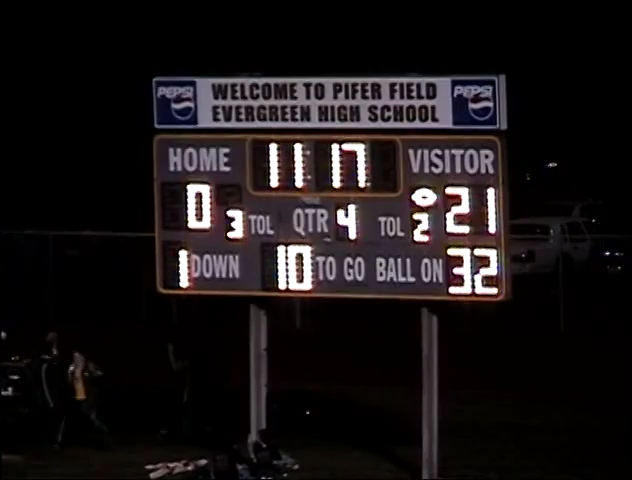 PEPSI WELCOME TO PIFER FIELD PEPSI
EVERGREEN HIGH SCHOOL
HOME 11:17 VISITOR
0 3 TOL QTR 4 TOL 2 21
1 DOWN 10 TO GO BALL ON 32